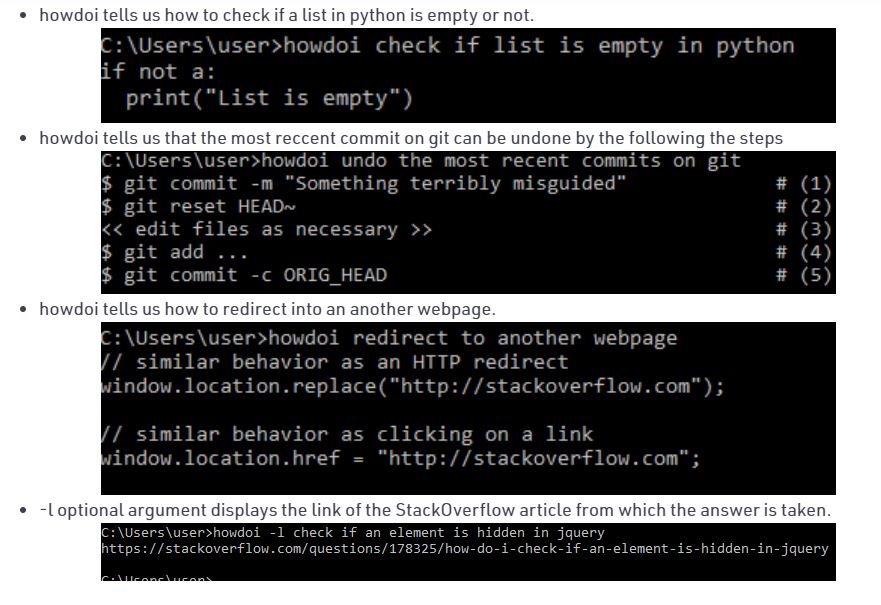 howdoi tells us how to check if a list in python is empty or not.
C:\Users\user>howdoi check if list is empty in python
if not a:
  print("List is empty")
howdoi tells us that the most reccent commit on git can be undone by the following the steps
C:\Users\user>howdoi undo the most recent commits on git
$ git commit -m "Something terribly misguided"             # (1)
$ git reset HEAD~                                          # (2)
<< edit files as necessary >>                              # (3)
$ git add ...                                              # (4)
$ git commit -c ORIG_HEAD                                  # (5)
howdoi tells us how to redirect into an another webpage.
C:\Users\user>howdoi redirect to another webpage
// similar behavior as an HTTP redirect
window.location.replace("http://stackoverflow.com");
// similar behavior as clicking on a link
window.location.href = "http://stackoverflow.com";
-l optional argument displays the link of the StackOverflow article from which the answer is taken.
C:\Users\user>howdoi -l check if an element is hidden in jquery
https://stackoverflow.com/questions/178325/how-do-i-check-if-an-element-is-hidden-in-jquery
C:\Users\user>